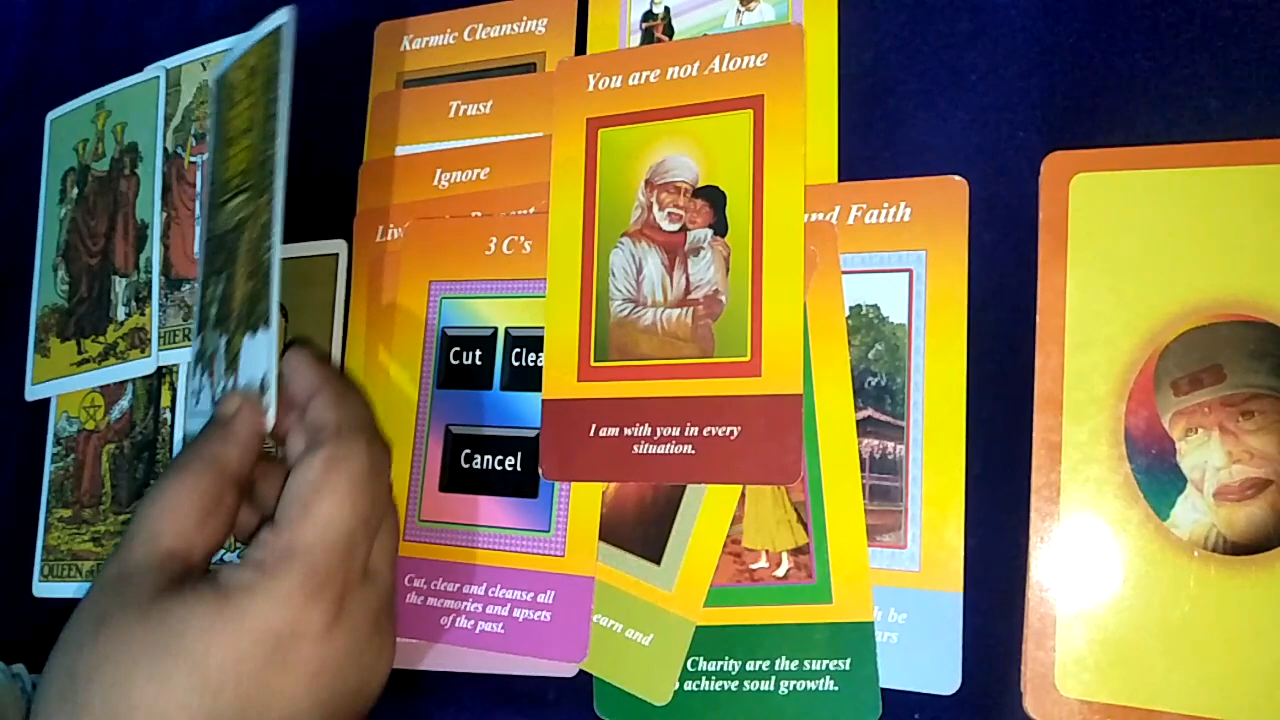 Karmic Cleansing
Trust
Ignore
3 C's
Cut
Cancel
Cut, clear and cleanse all
the memories and upsets
of the past.
You are not Alone
I am with you in every
situation.
and Faith
earn and
Charity are the surest
achieve soul growth.
be
QUEEN